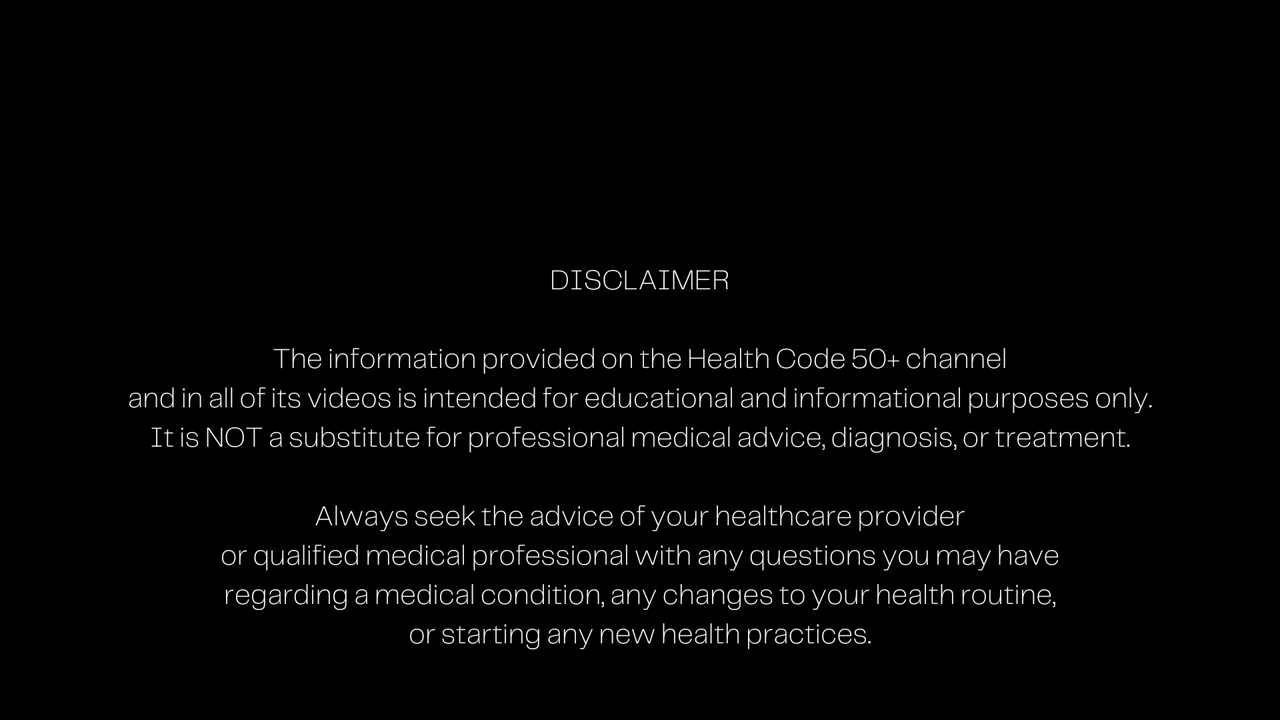 DISCLAIMER
The information provided on the Health Code 50+ channel
and in all of its videos is intended for educational and informational purposes only.
It is NOT a substitute for professional medical advice, diagnosis, or treatment.
Always seek the advice of your healthcare provider
or qualified medical professional with any questions you may have
regarding a medical condition, any changes to your health routine,
or starting any new health practices.